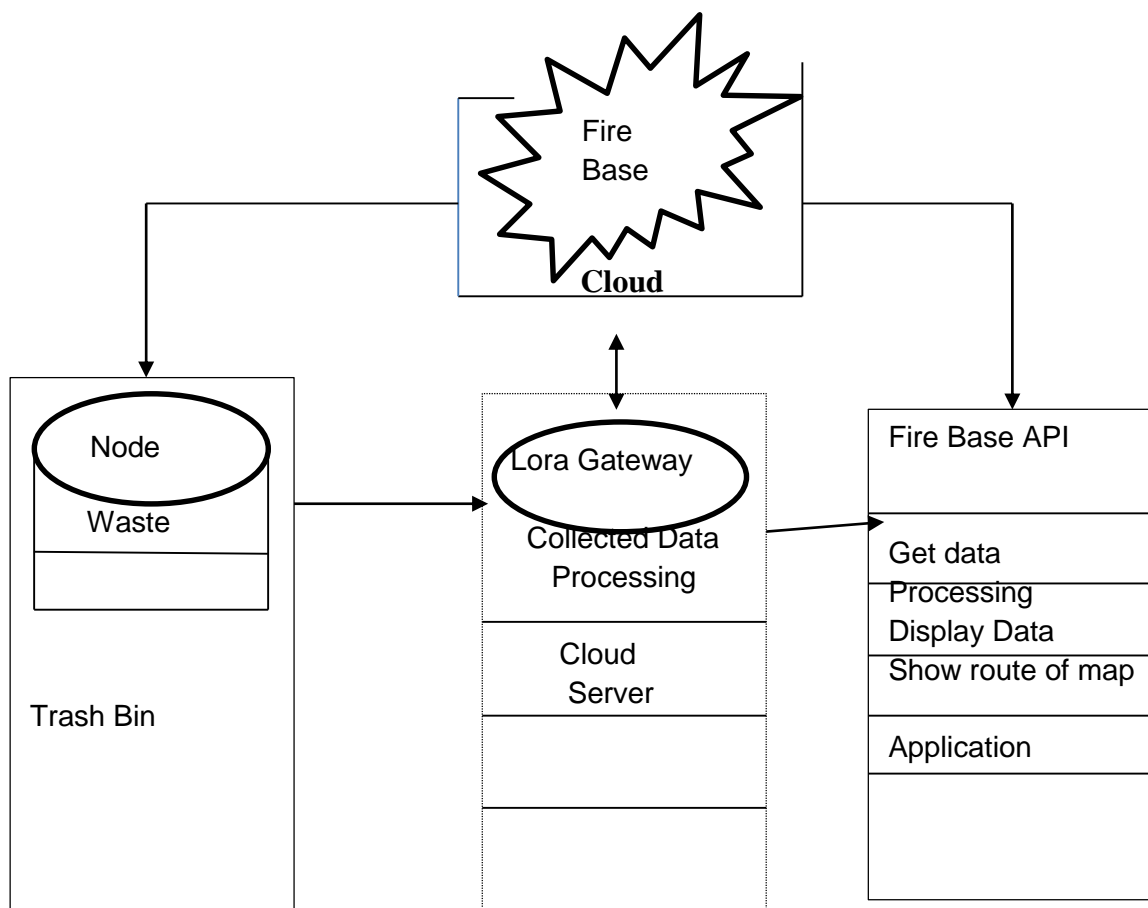 Fire
Base
Cloud
Node
Waste
Trash Bin
Lora Gateway
Collected Data
Processing
Cloud
Server
Fire Base API
Get data
Processing
Display Data
Show route of map
Application